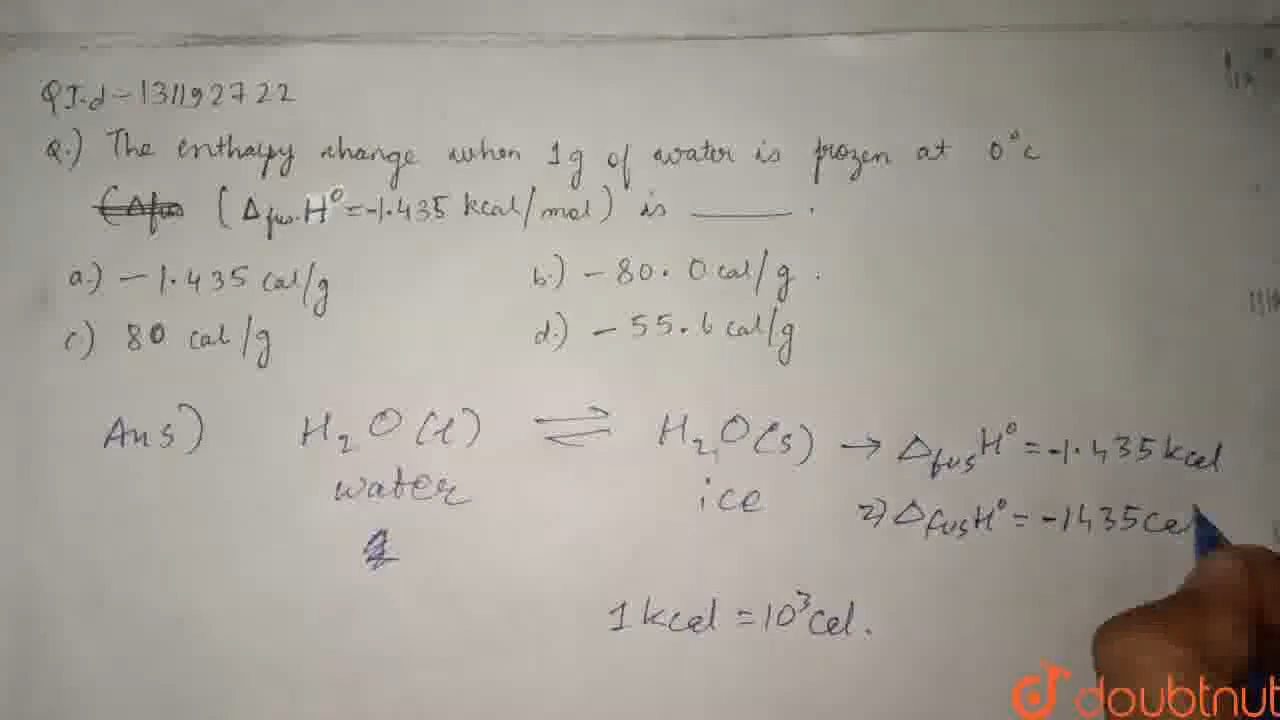 QI.d - 131192722
Q.) The enthalpy change when 1g of water is frozen at 0°c
(Δfus (Δfus.H° = -1.435 kcal/mol) is ______ .
a.) - 1.435 cal/g
b.) - 80.0 cal/g .
c.) 80 cal/g
d.) - 55.6 cal/g
Ans) H₂O(l) ⇌ H₂O(s) → ΔfusH° = -1.435 kcal
water ice
⇒ ΔfusH° = -1435 cal
1 kcal = 10³ cal.
doubtnut